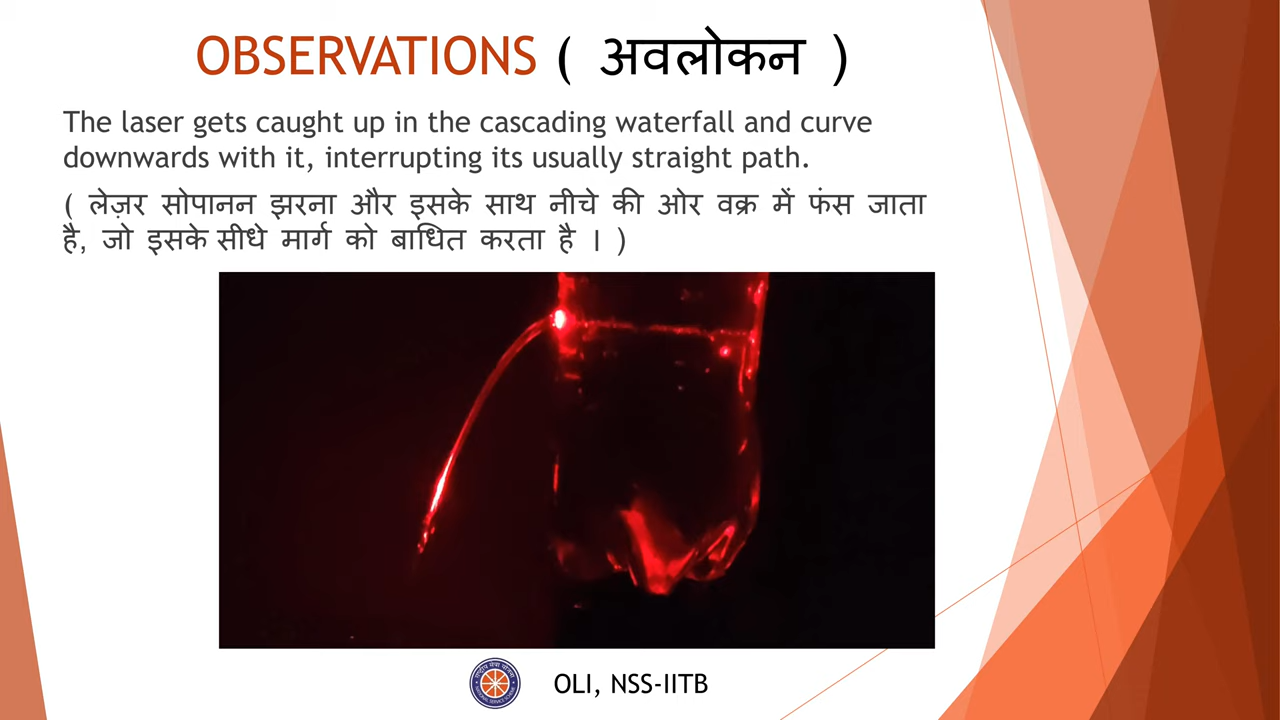 OBSERVATIONS ( अवलोकन )
The laser gets caught up in the cascading waterfall and curve
downwards with it, interrupting its usually straight path.
( लेज़र सोपानन झरना और इसके साथ नीचे की ओर वक्र में फंस जाता
है, जो इसके सीधे मार्ग को बाधित करता है । )
OLI, NSS-IITB